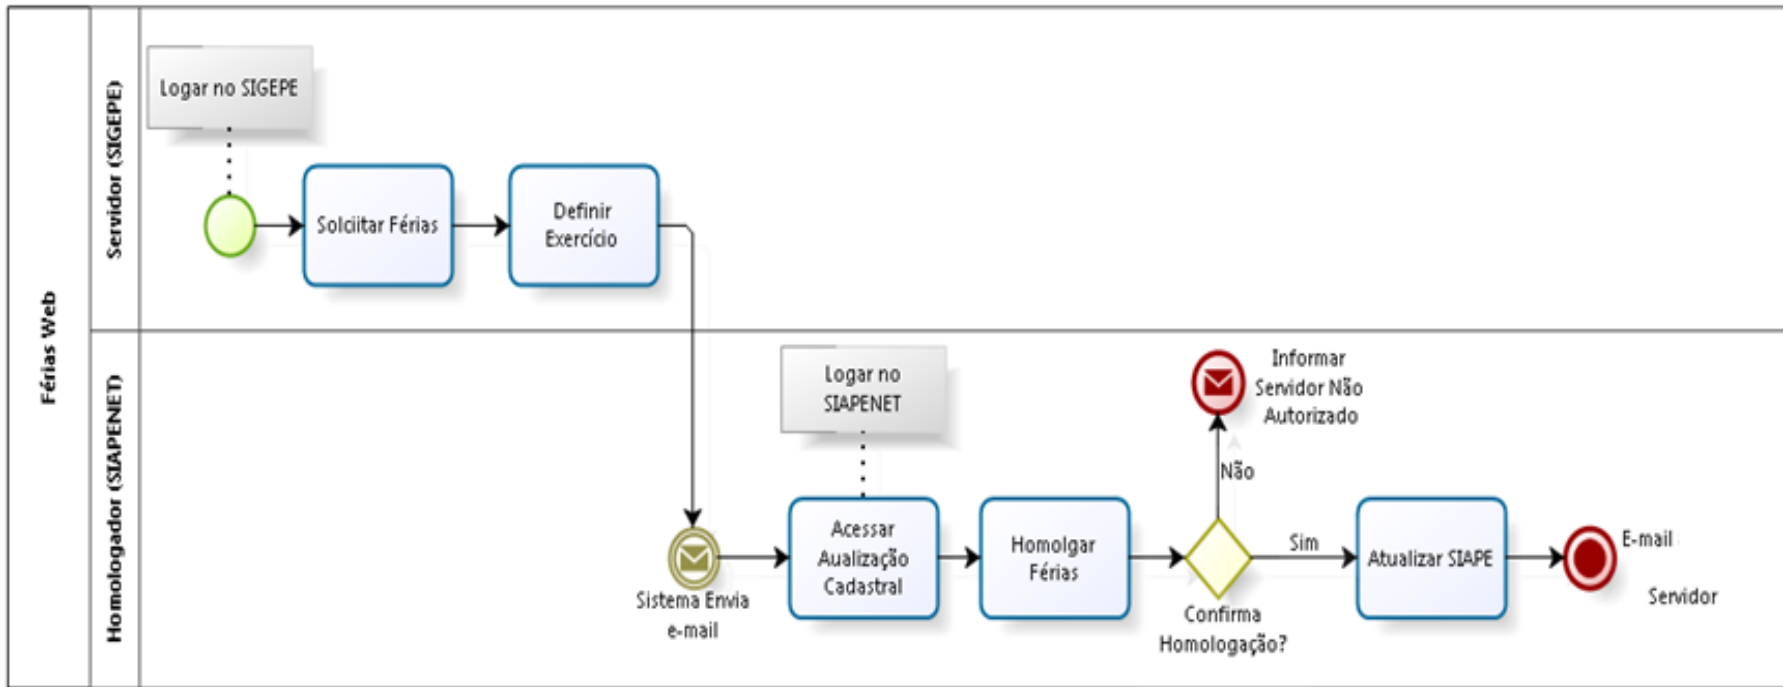 Férias Web
Servidor (SIGEPE)
Logar no SIGEPE
Solciitar Férias
Definir
Exercício
Homologador (SIAPENET)
Sistema Envia
e-mail
Logar no
SIAPENET
Acessar
Aualização
Cadastral
Homolgar
Férias
Confirma
Homologação?
Não
Informar
Servidor Não
Autorizado
Sim
Atualizar SIAPE
E-mail
Servidor